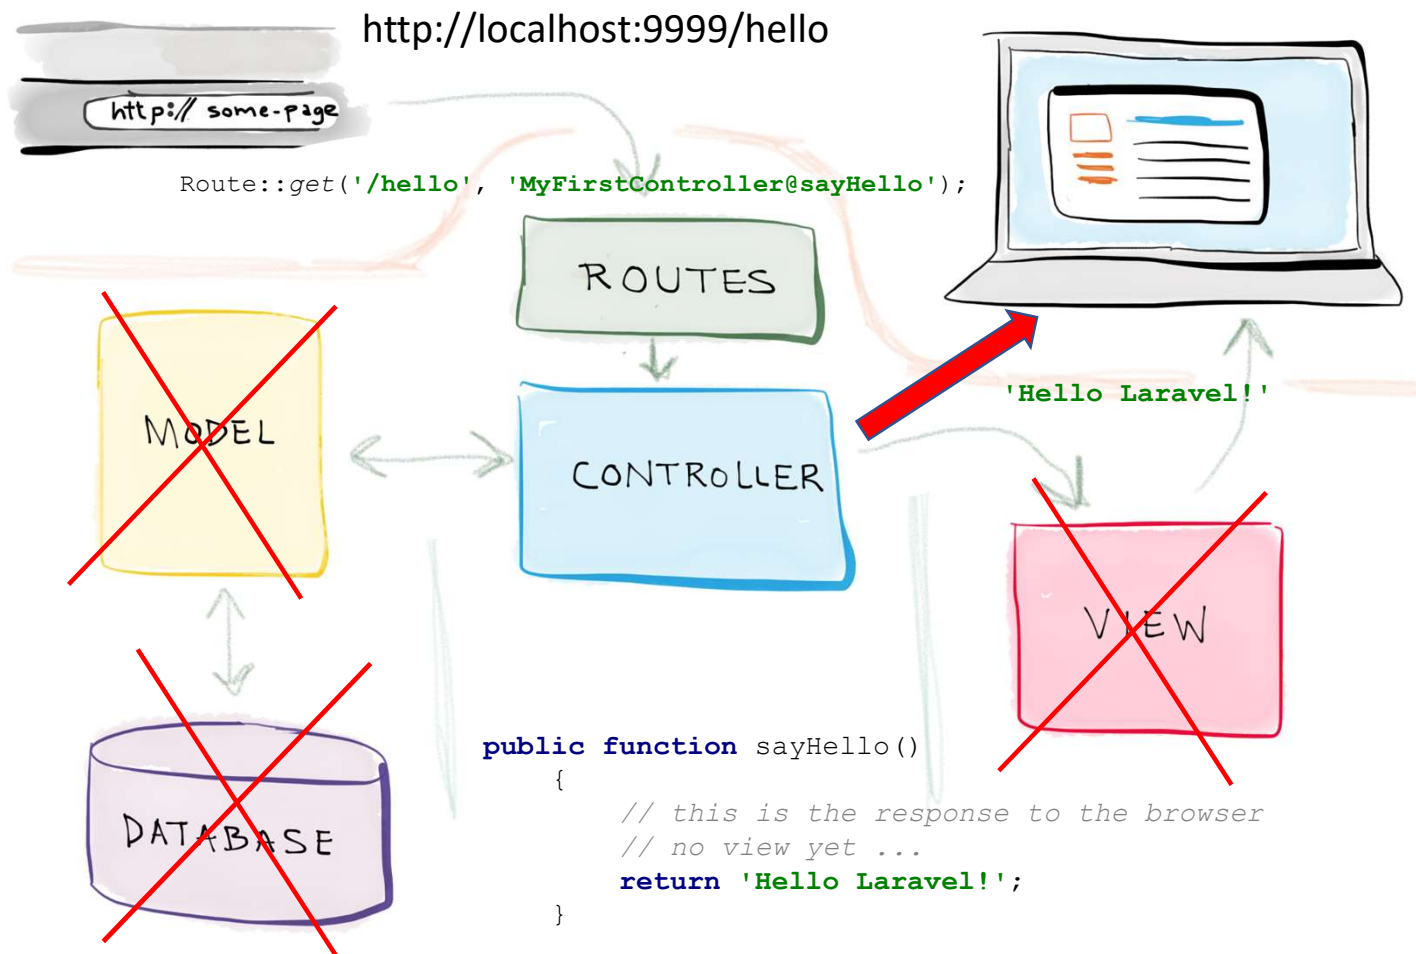 http://localhost:9999/hello
http:// some-page
Route::get('/hello', 'MyFirstController@sayHello');
ROUTES
'Hello Laravel!'
MODEL
CONTROLLER
VIEW
DATABASE
public function sayHello()
{
// this is the response to the browser
// no view yet ...
return 'Hello Laravel!';
}